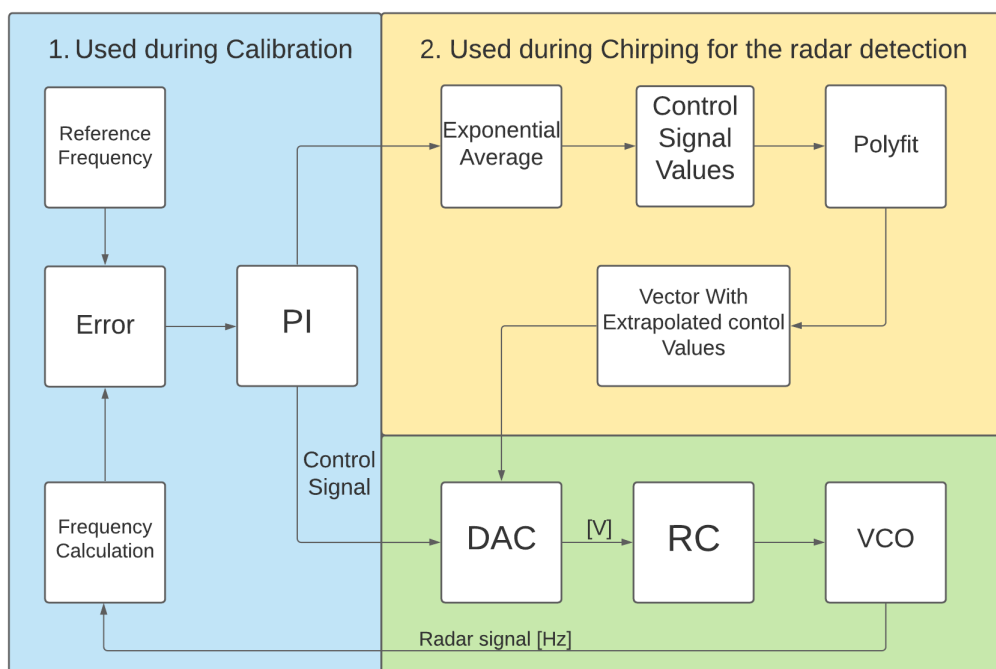 1. Used during Calibration
2. Used during Chirping for the radar detection
Reference
Frequency
Exponential
Average
Control
Signal
Values
Polyfit
Error
PI
Vector With
Extrapolated contol
Values
Control
Signal
Frequency
Calculation
DAC
[V]
RC
VCO
Radar signal [Hz]